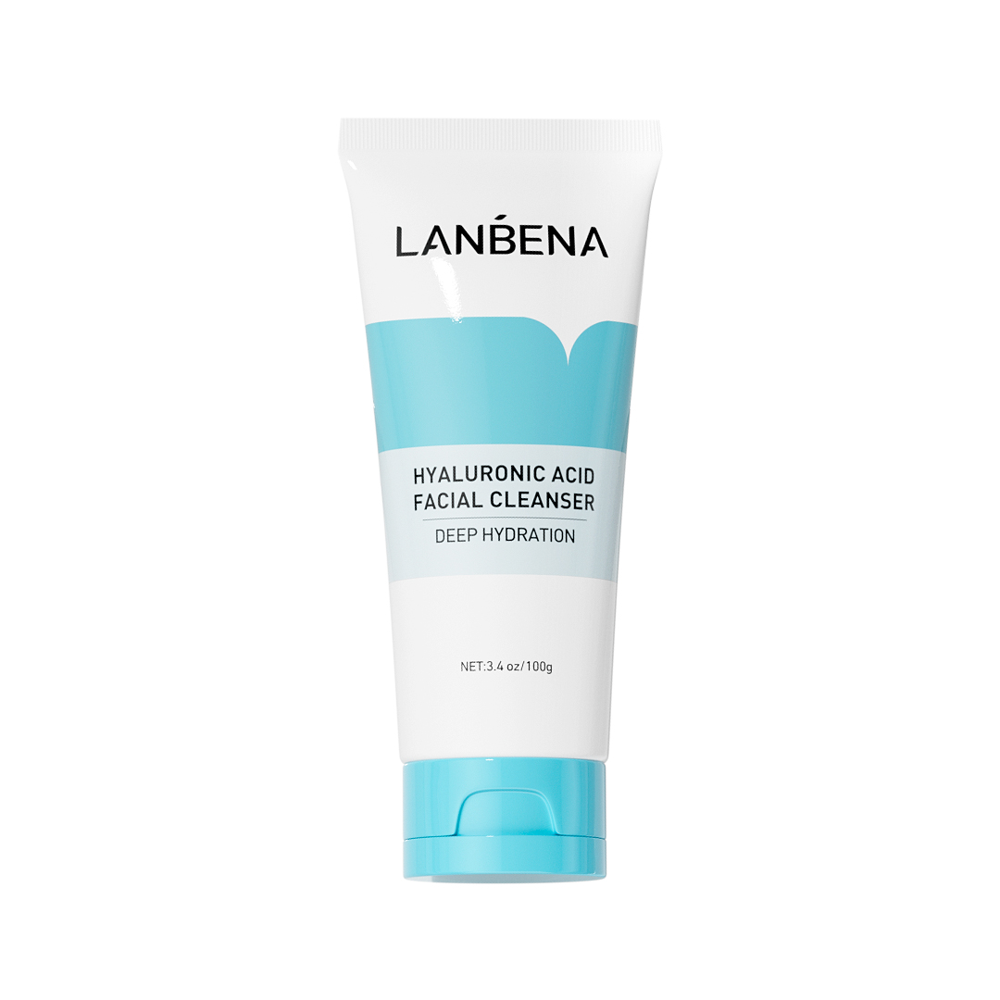 LANBENA
HYALURONIC ACID
FACIAL CLEANSER
DEEP HYDRATION
NET:3.4 oz/100g